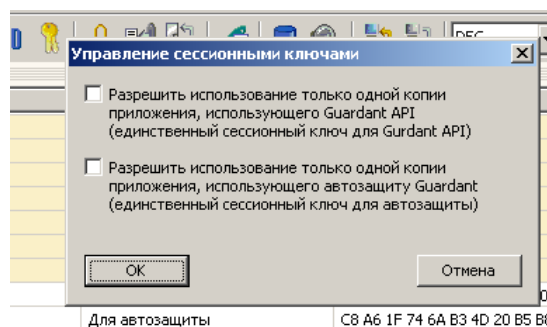 DEC
Управление сессионными ключами
Разрешить использование только одной копии
приложения, использующего Guardant API
(единственный сессионный ключ для Gurdant API)
Разрешить использование только одной копии
приложения, использующего автозащиту Guardant
(единственный сессионный ключ для автозащиты)
OK
Отмена
Для автозащиты
C8 A6 1F 74 6A B3 4D 20 B5 B8